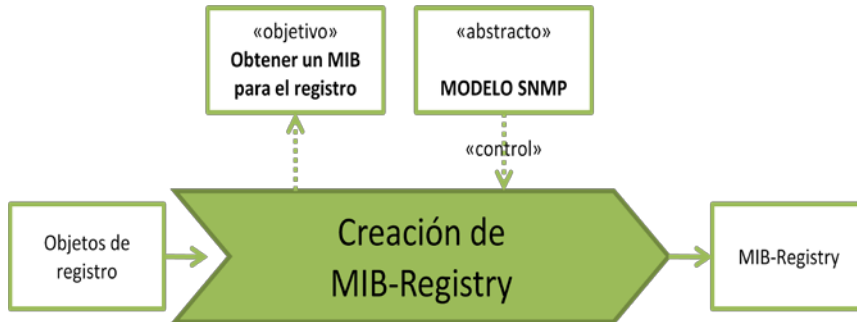 «objetivo»
Obtener un MIB
para el registro
«abstracto»
MODELO SNMP
«control»
Objetos de
registro
Creación de
MIB-Registry
MIB-Registry